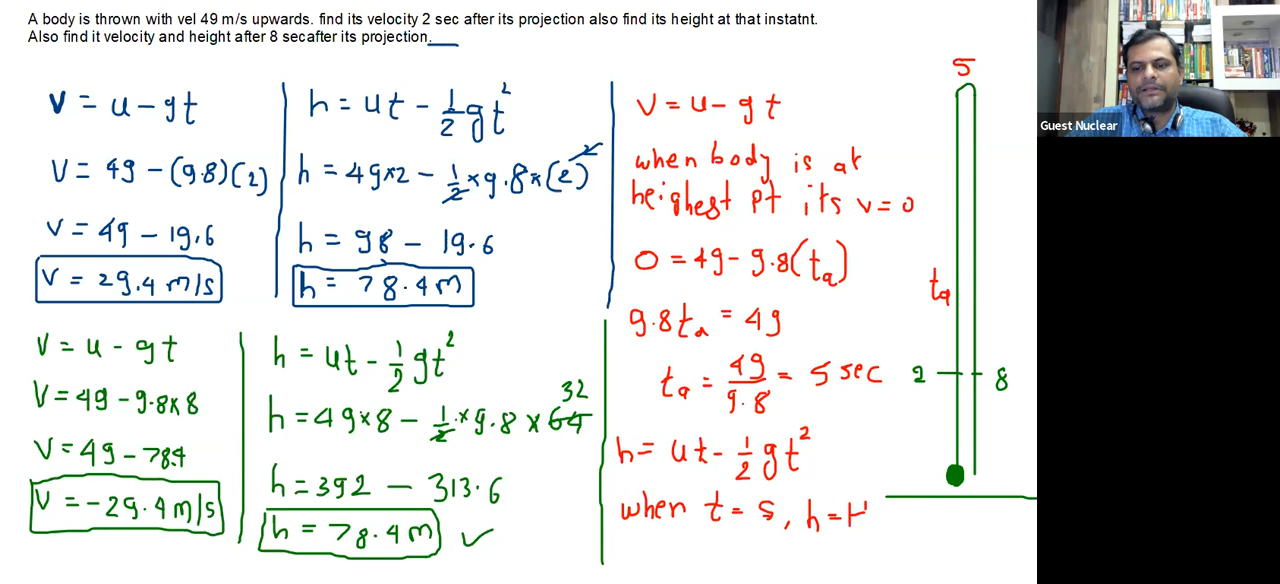 A body is thrown with vel 49 m/s upwards. find its velocity 2 sec after its projection also find its height at that instatnt.
Also find it velocity and height after 8 secafter its projection.
v = u - gt
v = 49 - (9.8)(2)
v = 49 - 19.6
v = 29.4 m/s
h = ut - 1/2 gt²
h = 49×2 - 1/2 × 9.8 × (2)²
h = 98 - 19.6
h = 78.4 m
v = u - gt
v = 49 - 9.8×8
v = 49 - 78.4
v = -29.4 m/s
h = ut - 1/2 gt²
32
h = 49×8 - 1/2 × 9.8 × 64
h = 392 - 313.6
h = 78.4 m ✓
v = u - gt
when body is at
heighest pt its v = 0
0 = 49 - 9.8(ta)
9.8ta = 49
ta = 49/9.8 = 5 sec
h = ut - 1/2 gt²
when t = 5, h = H
5
ta
2
8
Guest Nuclear